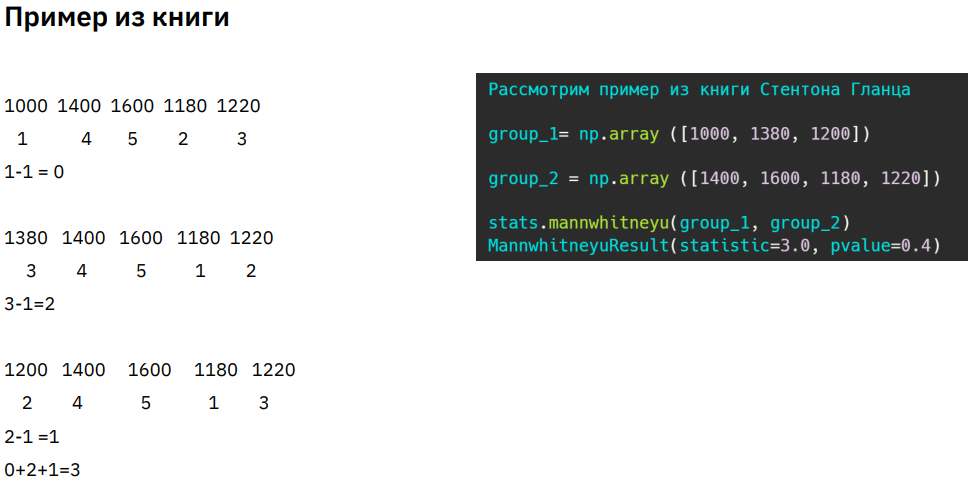 Пример из книги
1000 1400 1600 1180 1220
1 4 5 2 3
1-1 = 0
1380 1400 1600 1180 1220
3 4 5 1 2
3-1=2
1200 1400 1600 1180 1220
2 4 5 1 3
2-1 =1
0+2+1=3
Рассмотрим пример из книги Стентона Гланца
group_1= np.array ([1000, 1380, 1200])
group_2 = np.array ([1400, 1600, 1180, 1220])
stats.mannwhitneyu(group_1, group_2)
MannwhitneyuResult(statistic=3.0, pvalue=0.4)